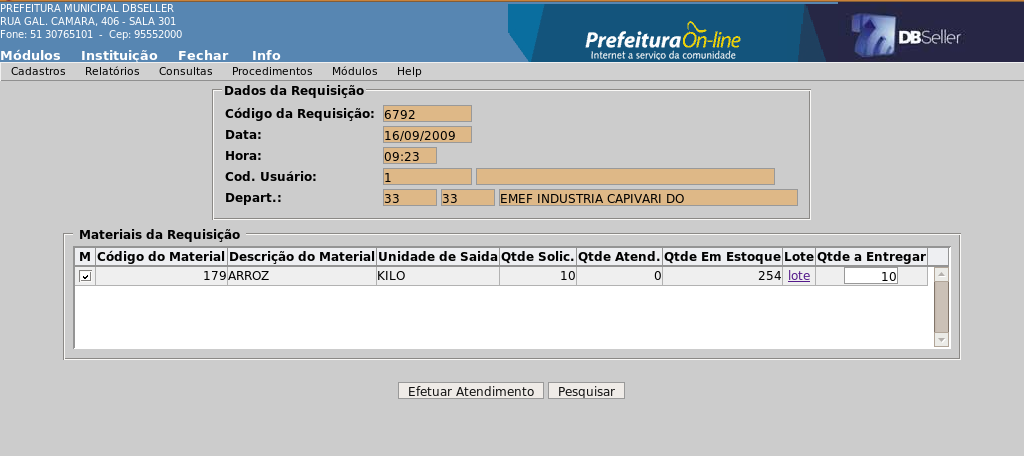 PREFEITURA MUNICIPAL DBSELLER
RUA GAL. CAMARA, 406 - SALA 301
Fone: 51 30765101 - Cep: 95552000
Prefeitura On-line
Internet a serviço da comunidade
DBSeller
Módulos Instituição Fechar Info
Cadastros Relatórios Consultas Procedimentos Módulos Help
Dados da Requisição
Código da Requisição: 6792
Data: 16/09/2009
Hora: 09:23
Cod. Usuário: 1
Depart.: 33 33 EMEF INDUSTRIA CAPIVARI DO
Materiais da Requisição
M Código do Material Descrição do Material Unidade de Saida Qtde Solic. Qtde Atend. Qtde Em Estoque Lote Qtde a Entregar
179 ARROZ KILO 10 0 254 lote 10
Efetuar Atendimento Pesquisar